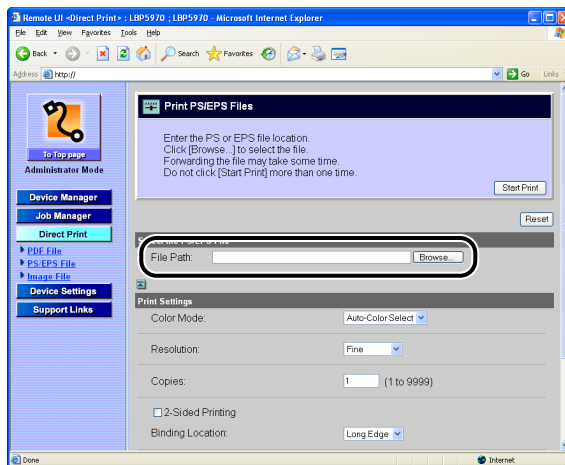 Remote UI <Direct Print> : LBP5970 ; LBP5970 - Microsoft Internet Explorer
File Edit View Favorites Tools Help
Back Search Favorites
Address http:// Go Links
To Top page
Administrator Mode
Device Manager
Job Manager
Direct Print
PDF File
PS/EPS File
Image File
Device Settings
Support Links
Print PS/EPS Files
Enter the PS or EPS file location.
Click [Browse...] to select the file.
Forwarding the file may take some time.
Do not click [Start Print] more than one time.
Start Print
Reset
File Path: Browse...
Print Settings
Color Mode: Auto-Color Select
Resolution: Fine
Copies: 1 (1 to 9999)
2-Sided Printing
Binding Location: Long Edge
Done Internet